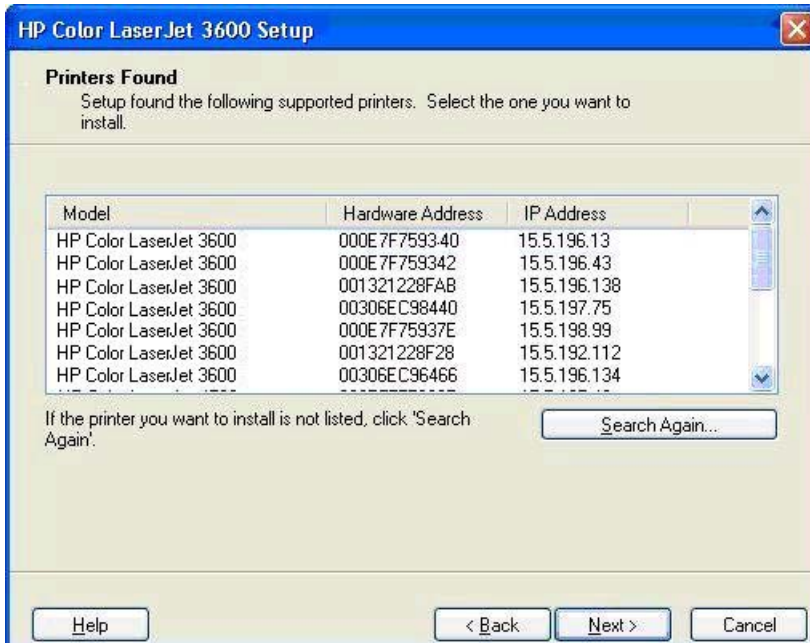 HP Color LaserJet 3600 Setup
Printers Found
Setup found the following supported printers. Select the one you want to
install.
Model Hardware Address IP Address
HP Color LaserJet 3600 000E7F759340 15.5.196.13
HP Color LaserJet 3600 000E7F759342 15.5.196.43
HP Color LaserJet 3600 001321228FAB 15.5.196.138
HP Color LaserJet 3600 00306EC98440 15.5.197.75
HP Color LaserJet 3600 000E7F75937E 15.5.198.99
HP Color LaserJet 3600 001321228F28 15.5.192.112
HP Color LaserJet 3600 00306EC96466 15.5.196.134
If the printer you want to install is not listed, click 'Search
Again'.
Search Again...
Help
< Back
Next >
Cancel